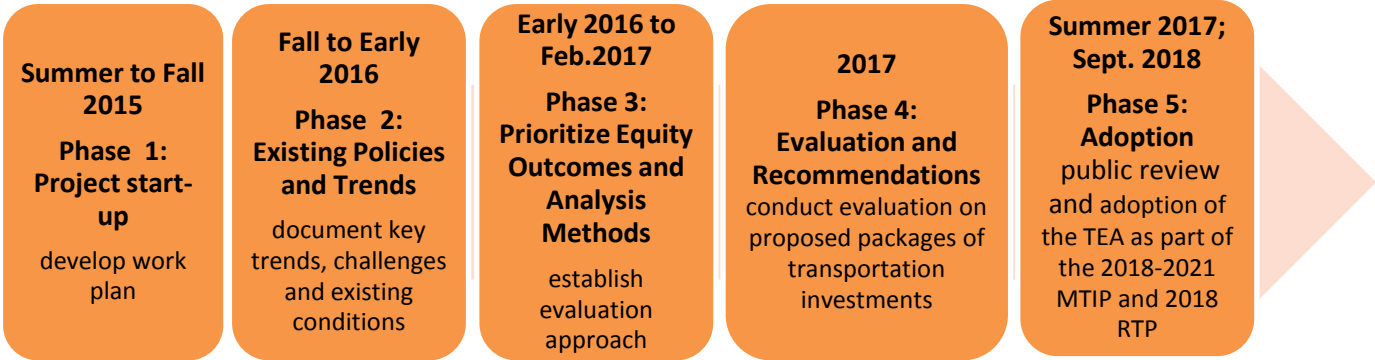 Summer to Fall
2015
Phase 1:
Project start-
up
develop work
plan
Fall to Early
2016
Phase 2:
Existing Policies
and Trends
document key
trends, challenges
and existing
conditions
Early 2016 to
Feb.2017
Phase 3:
Prioritize Equity
Outcomes and
Analysis
Methods
establish
evaluation
approach
2017
Phase 4:
Evaluation and
Recommendations
conduct evaluation on
proposed packages of
transportation
investments
Summer 2017;
Sept. 2018
Phase 5:
Adoption
public review
and adoption of
the TEA as part of
the 2018-2021
MTIP and 2018
RTP